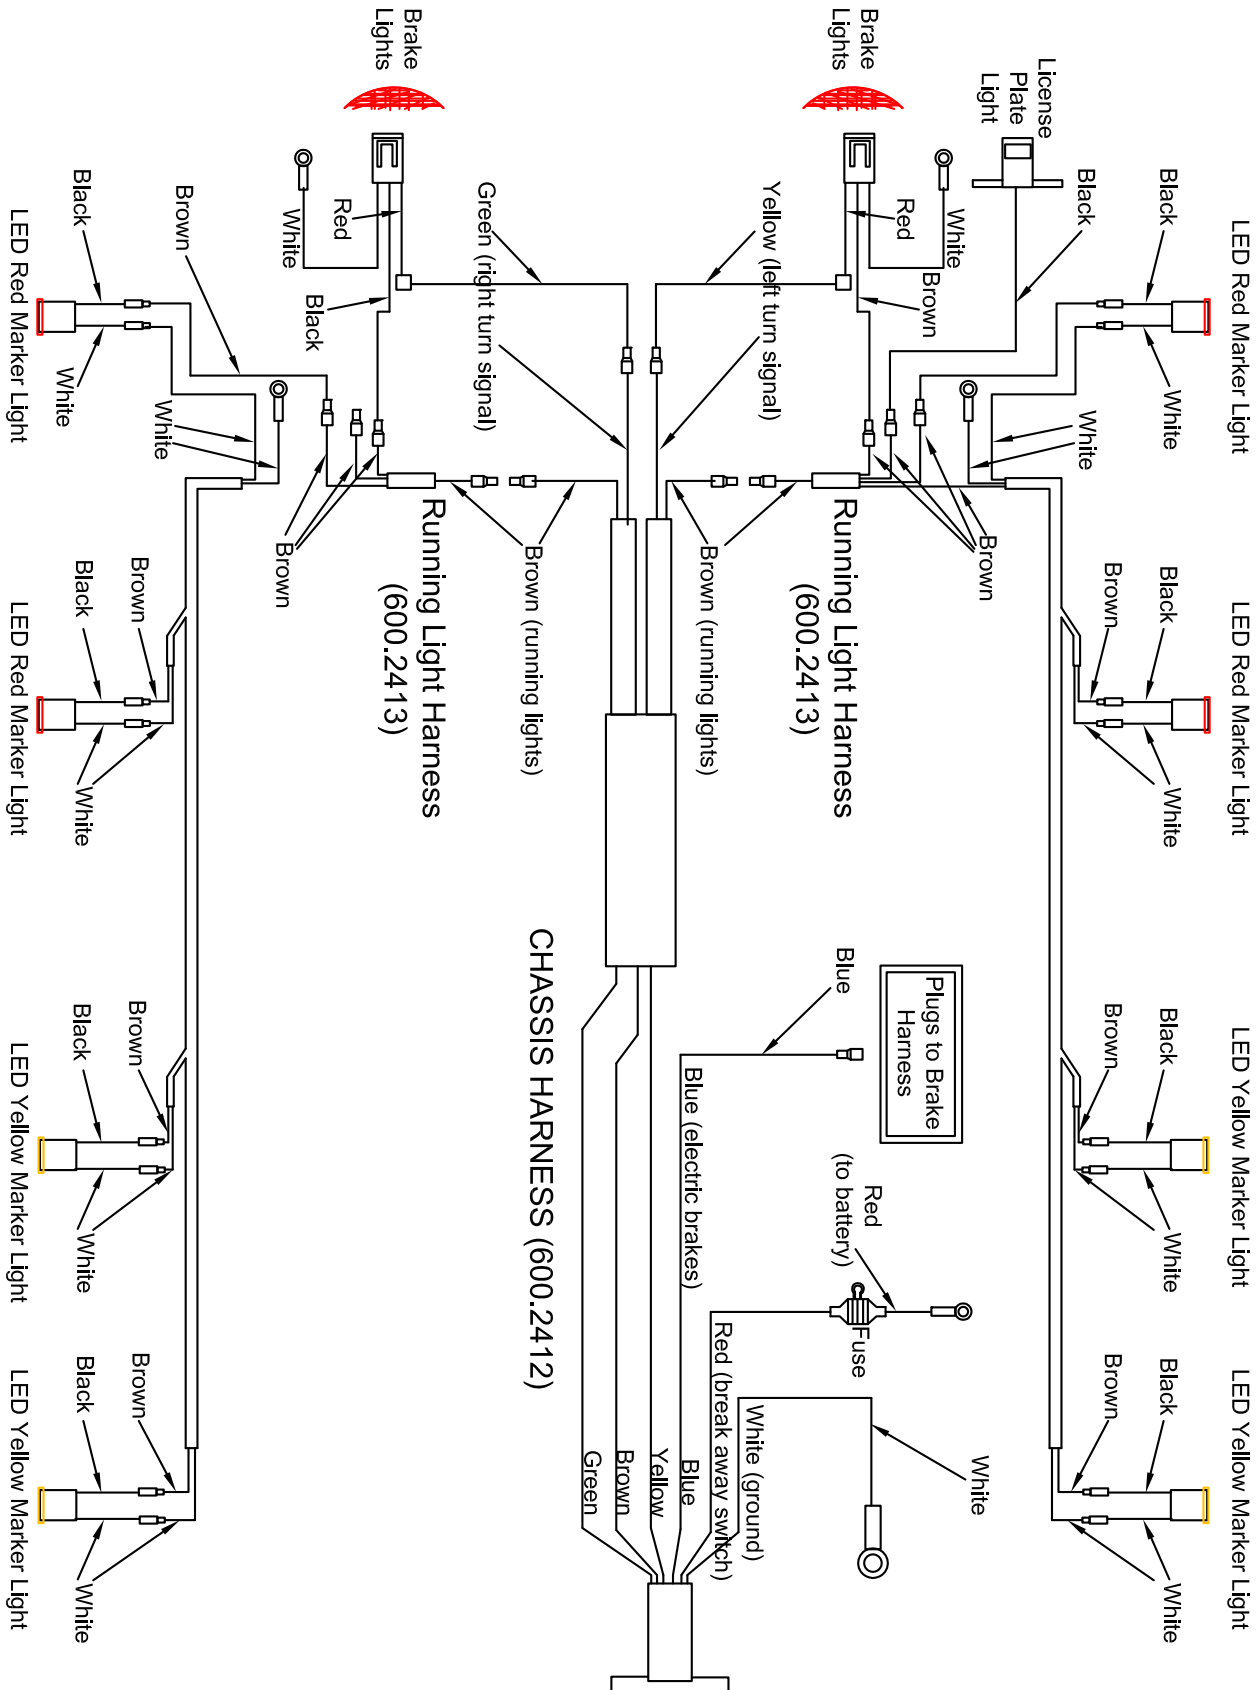 LED Red Marker Light
LED Red Marker Light
LED Yellow Marker Light
LED Yellow Marker Light
Black
White
Black
White
Black
White
Black
White
License
Plate
Light
Black
White
Brown
Brown
Brown
White
Brown
Brown
White
Brake
Lights
Red
Plugs to Brake
Harness
Red
(to battery)
Fuse
Blue
Running Light Harness
(600.2413)
Yellow (left turn signal)
Brown (running lights)
White (ground)
Red (break away switch)
Blue (electric brakes)
Blue
Yellow
Brown
Green
CHASSIS HARNESS (600.2412)
Green (right turn signal)
Brown (running lights)
Running Light Harness
(600.2413)
Brake
Lights
Red
Black
White
Brown
Brown
White
Brown
Brown
Brown
Black
White
Black
White
Black
White
Black
White
LED Red Marker Light
LED Red Marker Light
LED Yellow Marker Light
LED Yellow Marker Light